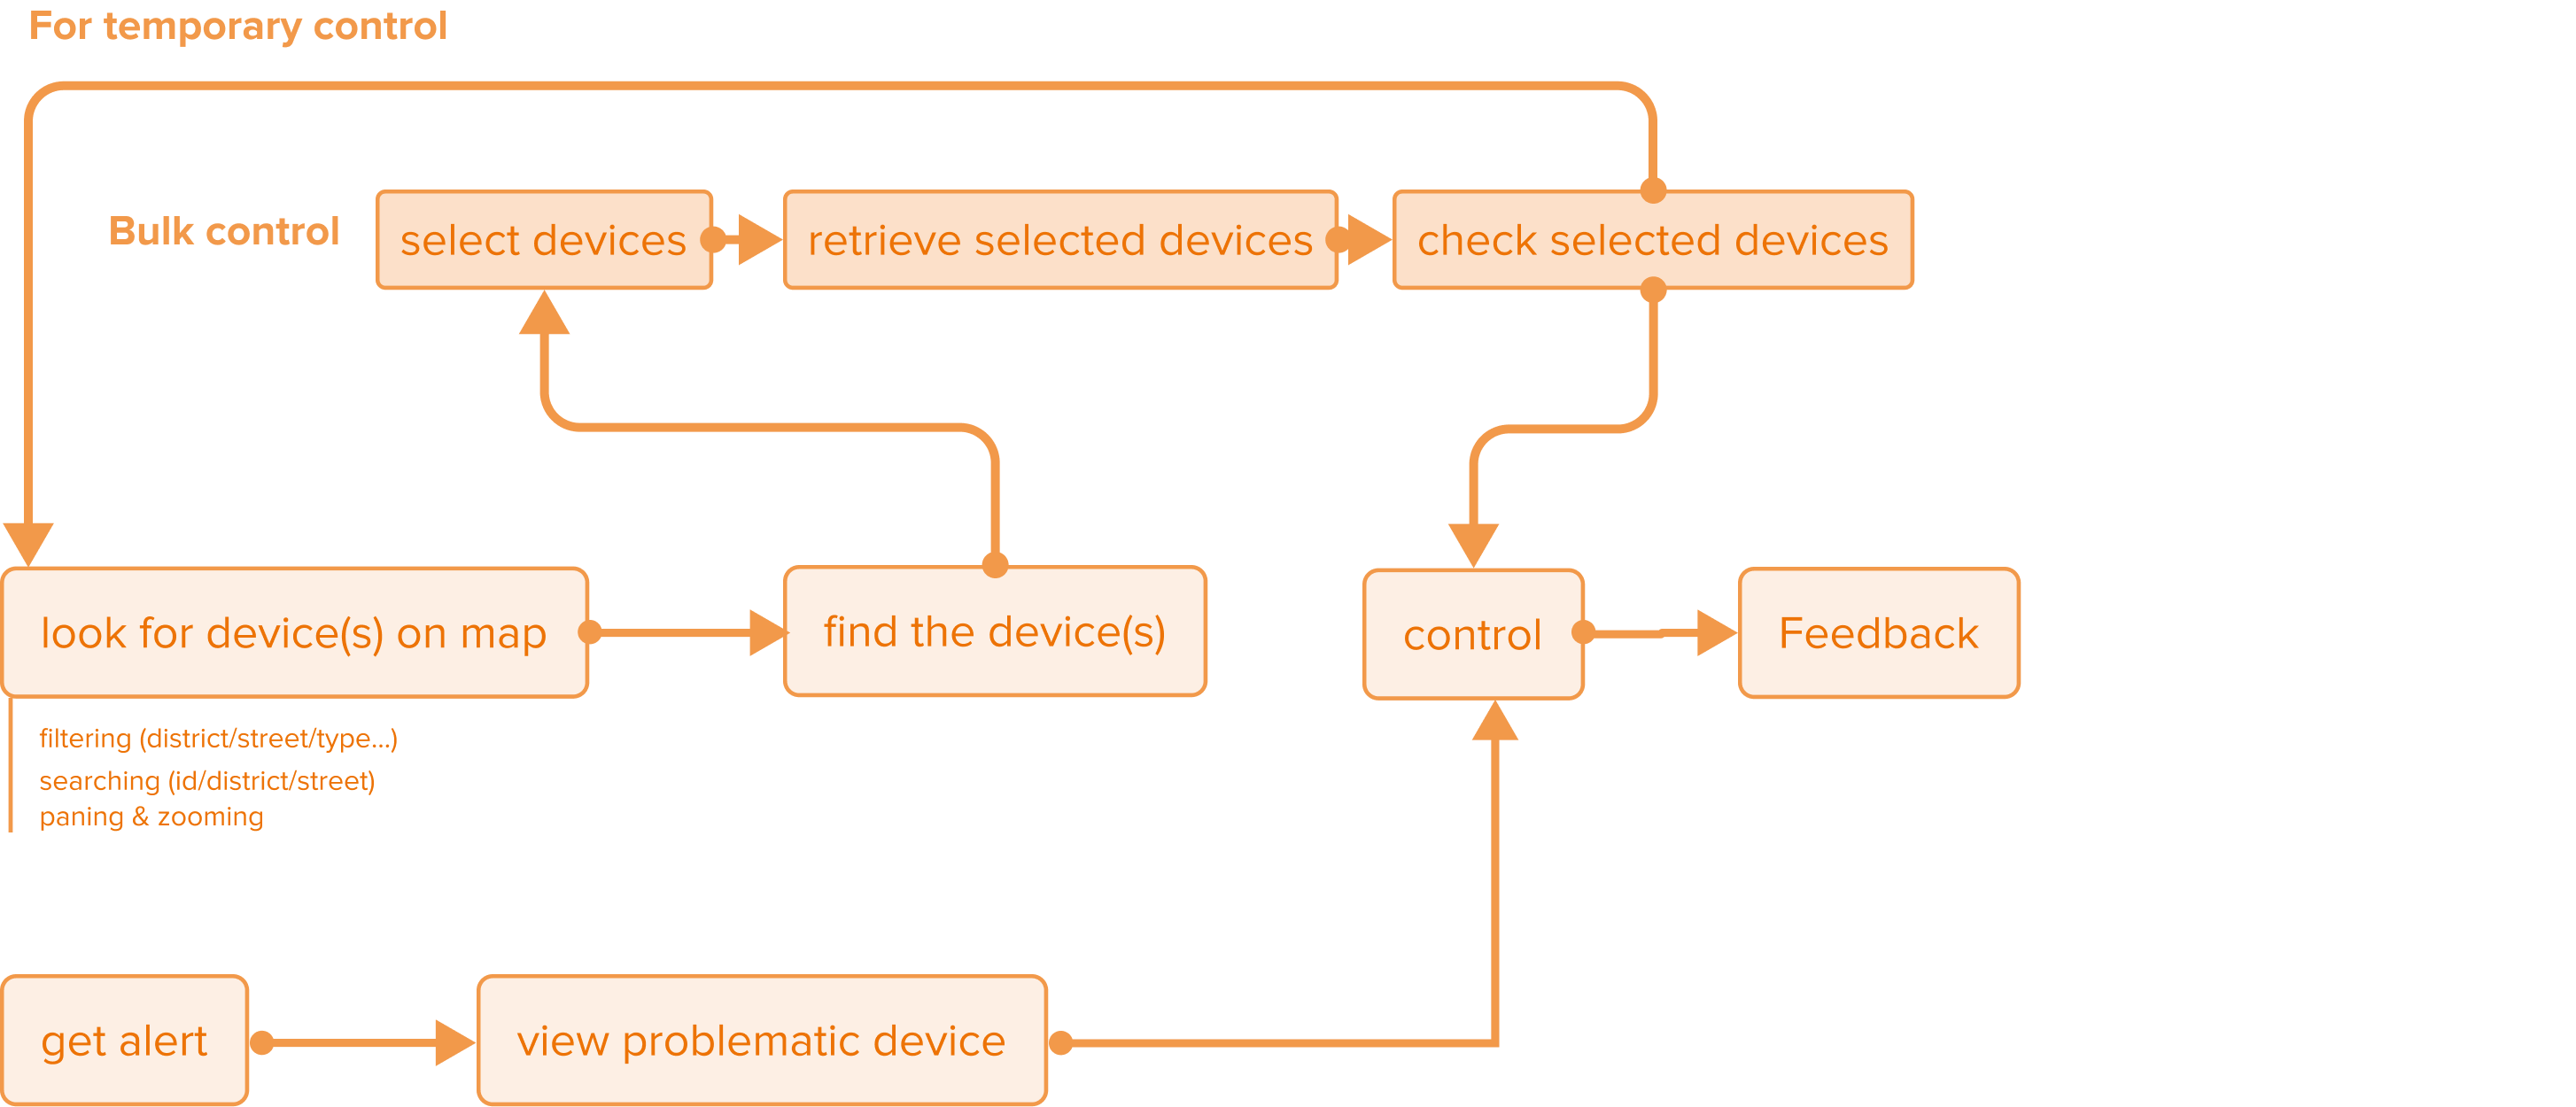 For temporary control
Bulk control
select devices
retrieve selected devices
check selected devices
look for device(s) on map
find the device(s)
control
Feedback
filtering (district/street/type...)
searching (id/district/street)
paning & zooming
get alert
view problematic device